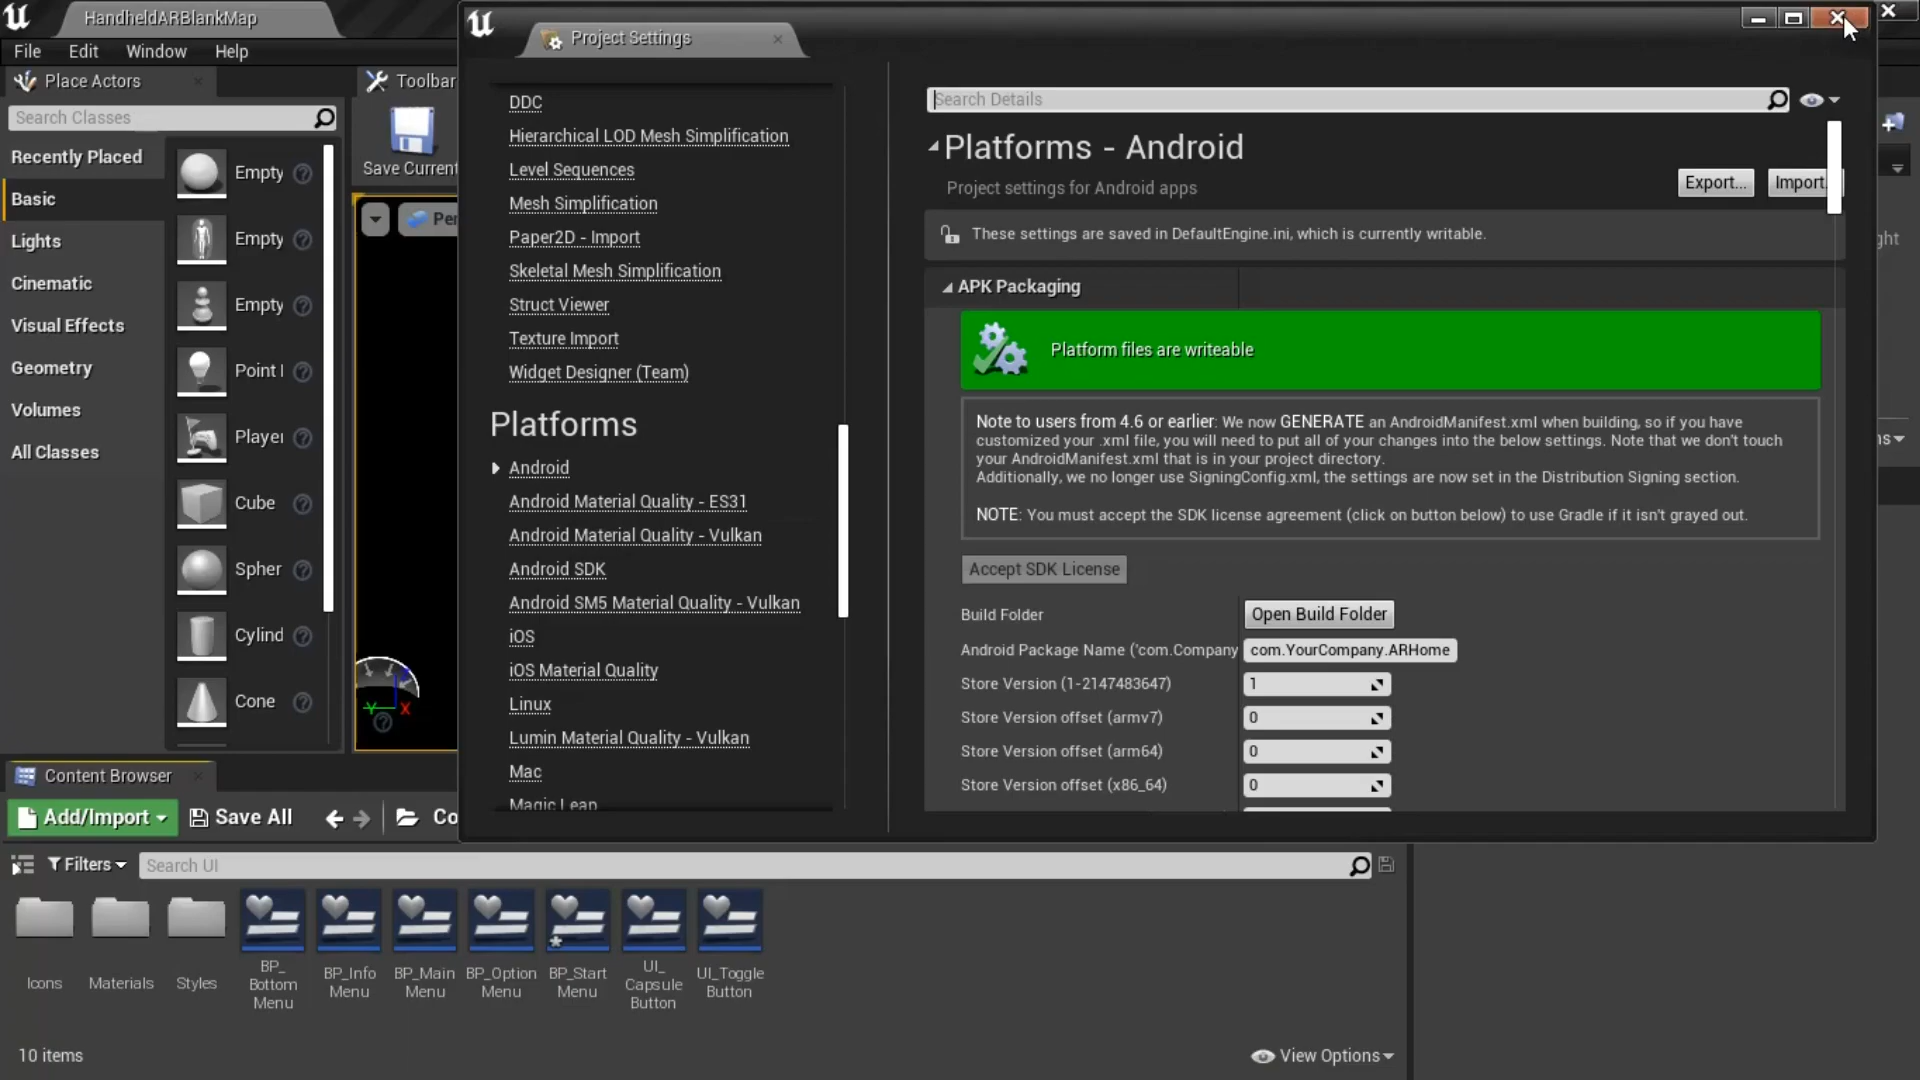 HandheldARBlankMap
File Edit Window Help
Place Actors
Search Classes
Recently Placed
Basic
Lights
Cinematic
Visual Effects
Geometry
Volumes
All Classes
Empty
Empty
Empty
Point
Player
Cube
Spher
Cylind
Cone
Toolbar
Save Current
Project Settings
DDC
Hierarchical LOD Mesh Simplification
Level Sequences
Mesh Simplification
Paper2D - Import
Skeletal Mesh Simplification
Struct Viewer
Texture Import
Widget Designer (Team)
Platforms
Android
Android Material Quality - ES31
Android Material Quality - Vulkan
Android SDK
Android SM5 Material Quality - Vulkan
iOS
iOS Material Quality
Linux
Lumin Material Quality - Vulkan
Mac
Magic Leap
Search Details
Platforms - Android
Project settings for Android apps
Export... Import.
These settings are saved in DefaultEngine.ini, which is currently writable.
APK Packaging
Platform files are writeable
Note to users from 4.6 or earlier: We now GENERATE an AndroidManifest.xml when building, so if you have
customized your .xml file, you will need to put all of your changes into the below settings. Note that we don't touch
your AndroidManifest.xml that is in your project directory.
Additionally, we no longer use SigningConfig.xml, the settings are now set in the Distribution Signing section.
NOTE: You must accept the SDK license agreement (click on button below) to use Gradle if it isn't grayed out.
Accept SDK License
Build Folder Open Build Folder
Android Package Name ('com.Company com.YourCompany.ARHome
Store Version (1-2147483647) 1
Store Version offset (armv7) 0
Store Version offset (arm64) 0
Store Version offset (x86_64) 0
X
Y
ght
ns
Content Browser
Add/Import Save All Co
Filters Search UI
Icons
Materials
Styles
BP_
Bottom
Menu
BP_Info
Menu
BP_Main
Menu
BP_Option
Menu
BP_Start
Menu
UI_
Capsule
Button
UI_Toggle
Button
10 items
View Options